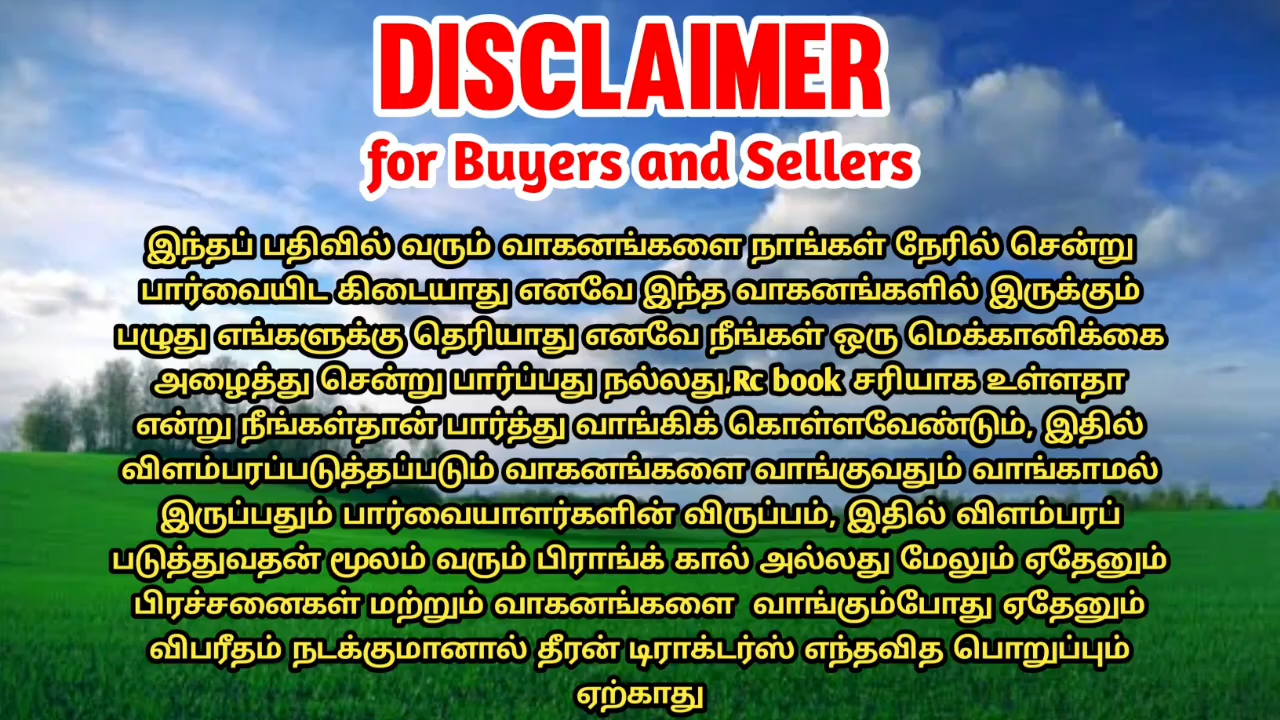 DISCLAIMER
for Buyers and Sellers
இந்தப் பதிவில் வரும் வாகனங்களை நாங்கள் நேரில் சென்று
பார்வையிட கிடையாது எனவே இந்த வாகனங்களில் இருக்கும்
பழுது எங்களுக்கு தெரியாது எனவே நீங்கள் ஒரு மெக்கானிக்கை
அழைத்து சென்று பார்ப்பது நல்லது,Rc book சரியாக உள்ளதா
என்று நீங்கள்தான் பார்த்து வாங்கிக் கொள்ளவேண்டும், இதில்
விளம்பரப்படுத்தப்படும் வாகனங்களை வாங்குவதும் வாங்காமல்
இருப்பதும் பார்வையாளர்களின் விருப்பம், இதில் விளம்பரப்
படுத்துவதன் மூலம் வரும் பிராங்க் கால் அல்லது மேலும் ஏதேனும்
பிரச்சனைகள் மற்றும் வாகனங்களை வாங்கும்போது ஏதேனும்
விபரீதம் நடக்குமானால் தீரன் டிராக்டர்ஸ் எந்தவித பொறுப்பும்
ஏற்காது